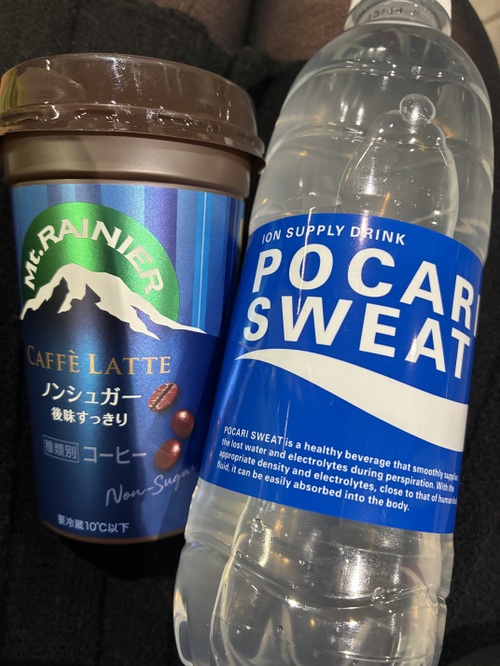 Mt. RAINIER
CAFFÈ LATTE
ノンシュガー
後味すっきり
種類別 コーヒー
Non-Sugar
要冷蔵10℃以下
ION SUPPLY DRINK
POCARI
SWEAT
POCARI SWEAT is a healthy beverage that smoothly supplies
the lost water and electrolytes during perspiration. With the
appropriate density and electrolytes, close to that of human
fluid, it can be easily absorbed into the body.